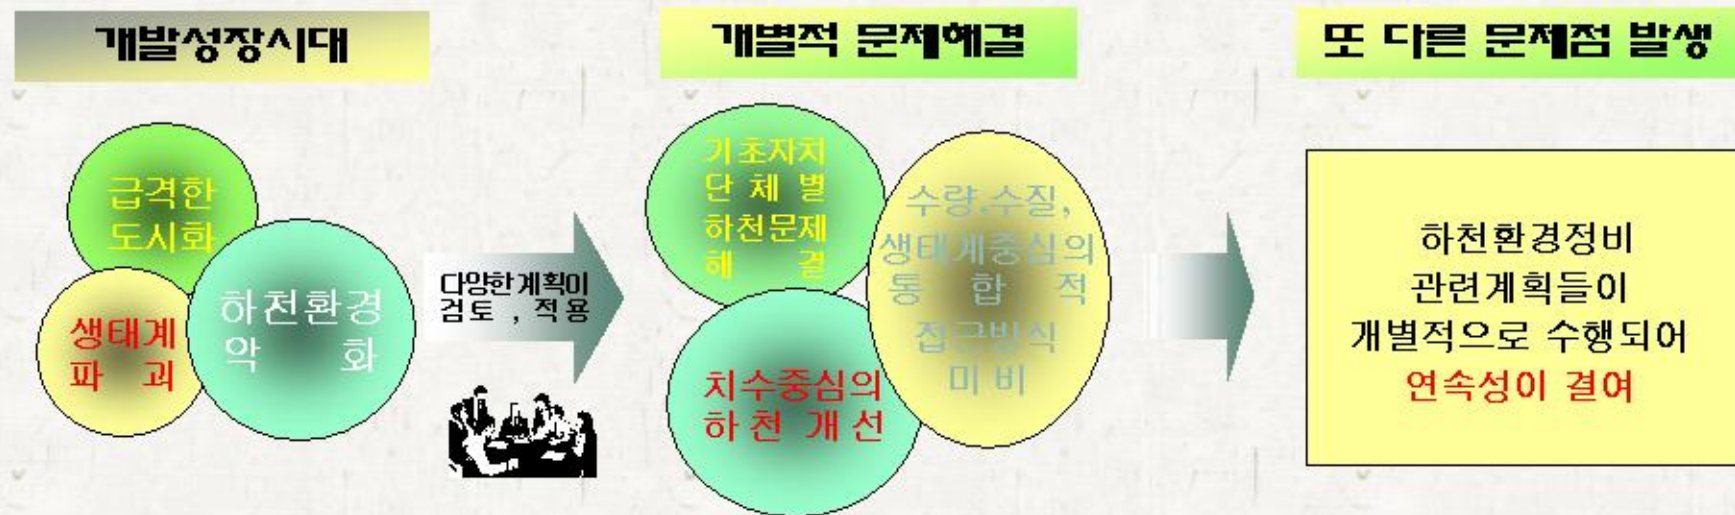 개발성장시대
급격한
도시화
생태계
파 괴
하천환경
악 화
다양한계획이
검토 , 적용
개별적 문제해결
기초자치
단 체 별
하천문제
해 결
수량.수질,
생태계중심의
통 합 적
접근방식
미 비
치수중심의
하 천 개 선
또 다른 문제점 발생
하천환경정비
관련계획들이
개별적으로 수행되어
연속성이 결여